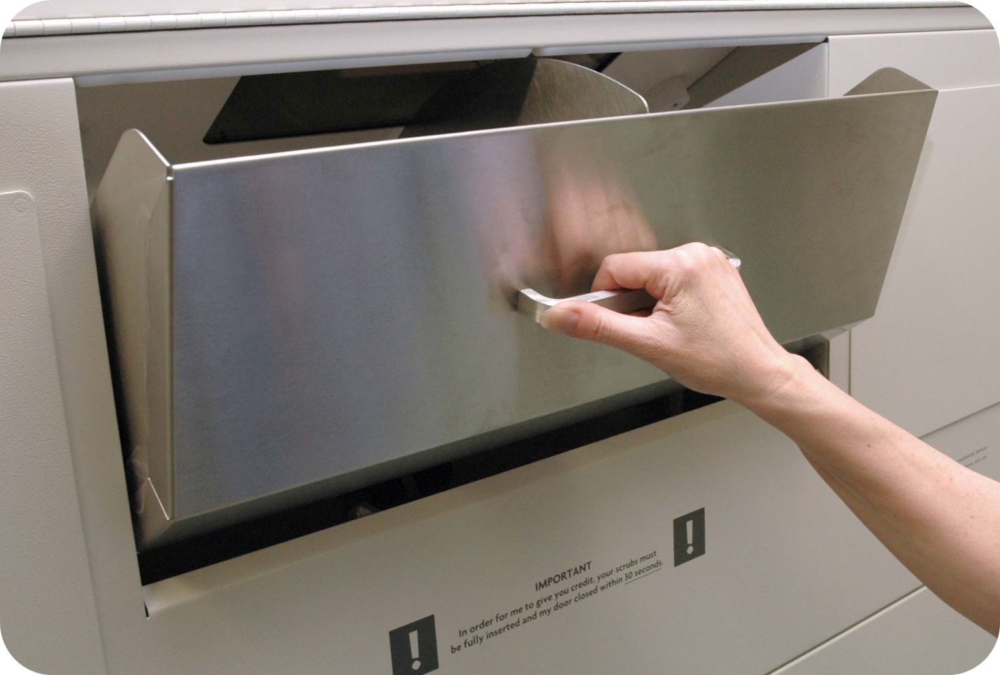 IMPORTANT
In order for me to give you credit, your scrubs must
be fully inserted and my door closed within 30 seconds.